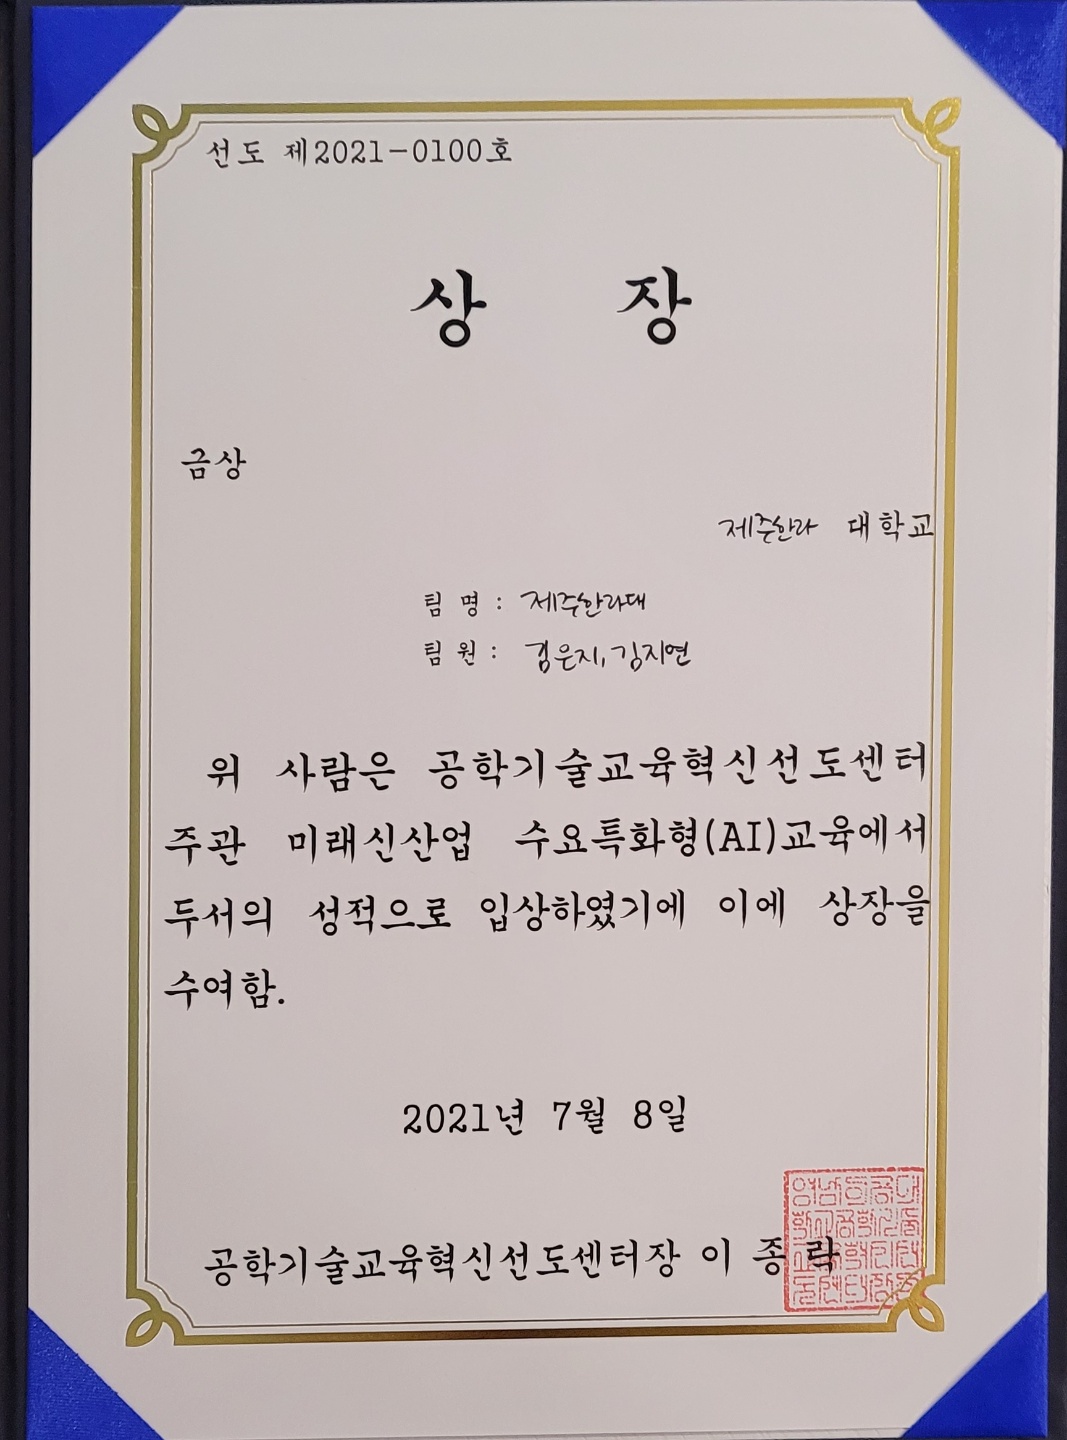 선도 제2021-0100호
상 장
금상
제주한라 대학교
팀 명 : 제주한라대
팀 원 : 김은지, 김지연
위 사람은 공학기술교육혁신선도센터
주관 미래신산업 수요특화형(AI)교육에서
두서의 성적으로 입상하였기에 이에 상장을
수여함.
2021년 7월 8일
공학기술교육혁신선도센터장 이 종 락